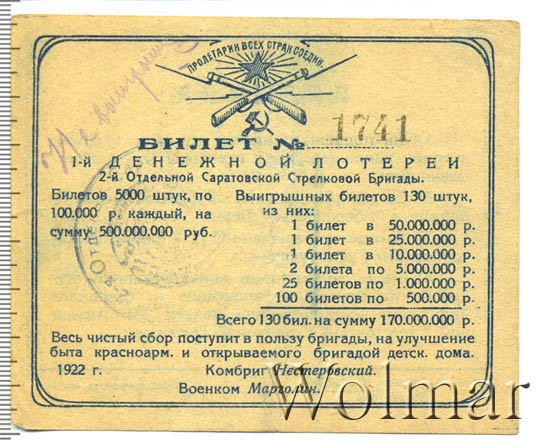 ПРОЛЕТАРИИ ВСЕХ СТРАН СОЕДИН.
Не выигрыш
БИЛЕТ № 1741
1-й ДЕНЕЖНОЙ ЛОТЕРЕИ
2-й Отдельной Саратовской Стрелковой Бригады.
Билетов 5000 штук, по
100.000 р. каждый, на
сумму 500.000.000 руб.
Выигрышных билетов 130 штук,
из них:
1 билет в 50.000.000 р.
1 билет в 25.000.000 р.
1 билет в 10.000.000 р.
2 билета по 5.000.000 р.
25 билетов по 1.000.000 р.
100 билетов по 500.000 р.
Всего 130 бил. на сумму 170.000.000 р.
Весь чистый сбор поступит в пользу бригады, на улучшение
быта красноарм. и открываемого бригадой детск. дома.
1922 г. Комбриг Нестеровский.
Военком Марголин.
Wolmar